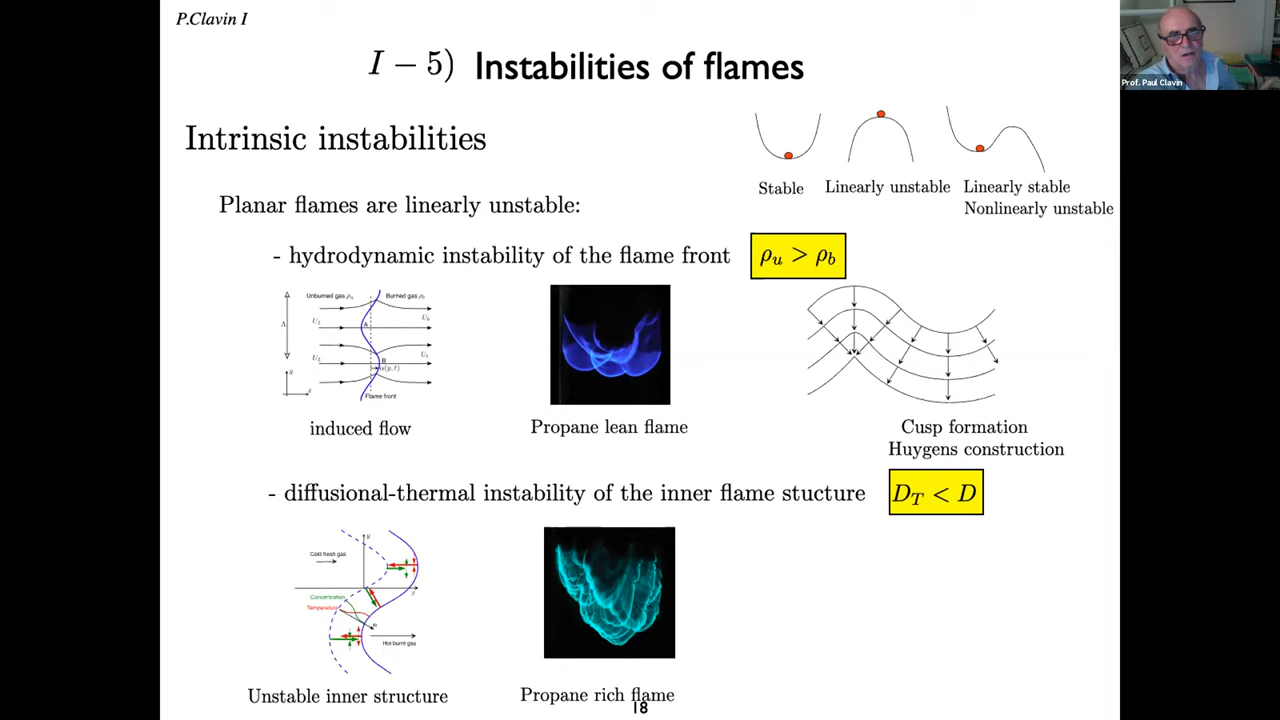 P.Clavin I
Prof. Paul Clavin
I − 5) Instabilities of flames
Intrinsic instabilities
Stable
Linearly unstable
Linearly stable
Nonlinearly unstable
Planar flames are linearly unstable:
- hydrodynamic instability of the flame front
ρu > ρb
Unburned gas ρu
Burned gas ρb
Λ
U
Ub
A
U
Ub
B
α(y, t)
y
x
Flame front
induced flow
Propane lean flame
Cusp formation
Huygens construction
- diffusional-thermal instability of the inner flame stucture
DT < D
y
Cold fresh gas
x
Concentration
Temperature
n
Hot burnt gas
Unstable inner structure
Propane rich flame
18